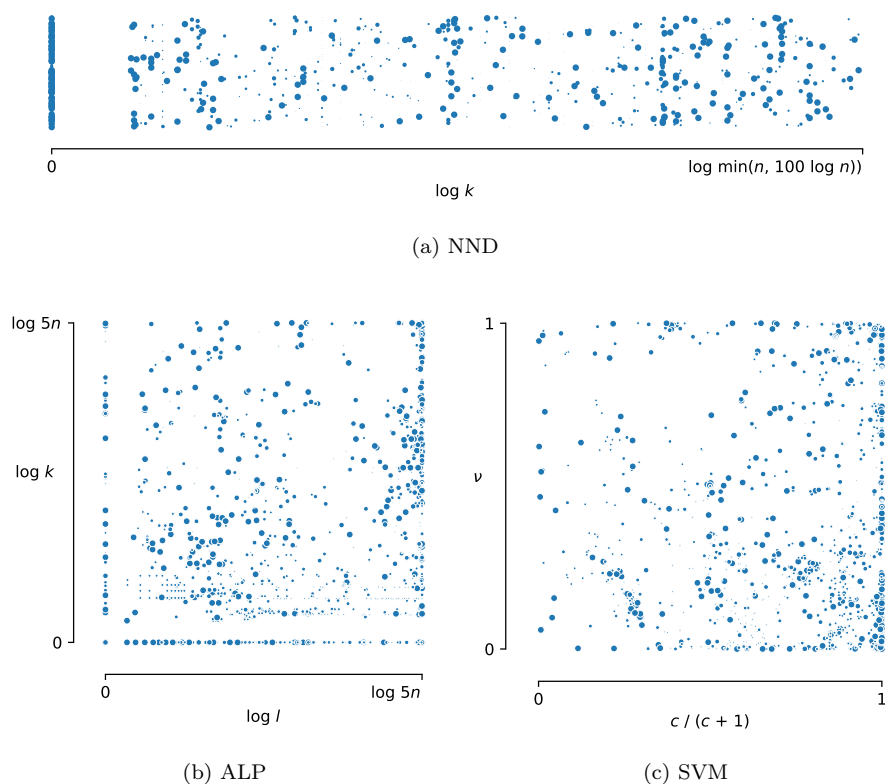 0
log min(n, 100 log n))
log k
(a) NND
log 5n
log k
0
0
log 5n
log l
(b) ALP
1
ν
0
0
1
c / (c + 1)
(c) SVM